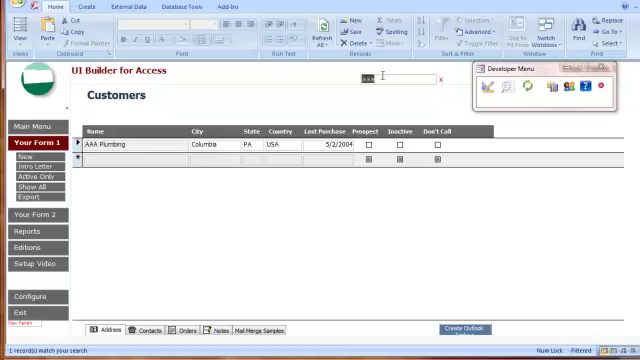 Home Create External Data Database Tools Add-Ins
View
Paste
Cut
Copy
Format Painter
Views
Clipboard
Font
Rich Text
Refresh All
New
Save
Delete
Totals
Spelling
Records
Selection
Advanced
Sort & Filter
Size to Fit Form
Switch Windows
Window
Replace
Go To
Select
Find
UI Builder for Access
Developer Menu
aaa x
Customers
Main Menu
Your Form 1
New
Intro Letter
Active Only
Show All
Export
Your Form 2
Reports
Editions
Setup Video
Configure
Exit
Nav Panel
Name City State Country Last Purchase Prospect Inactive Don't Call
AAA Plumbing Columbia PA USA 5/2/2004
Address Contacts Orders Notes Mail Merge Samples
Create Outlook
1 record(s) match your search
Num Lock Filtered